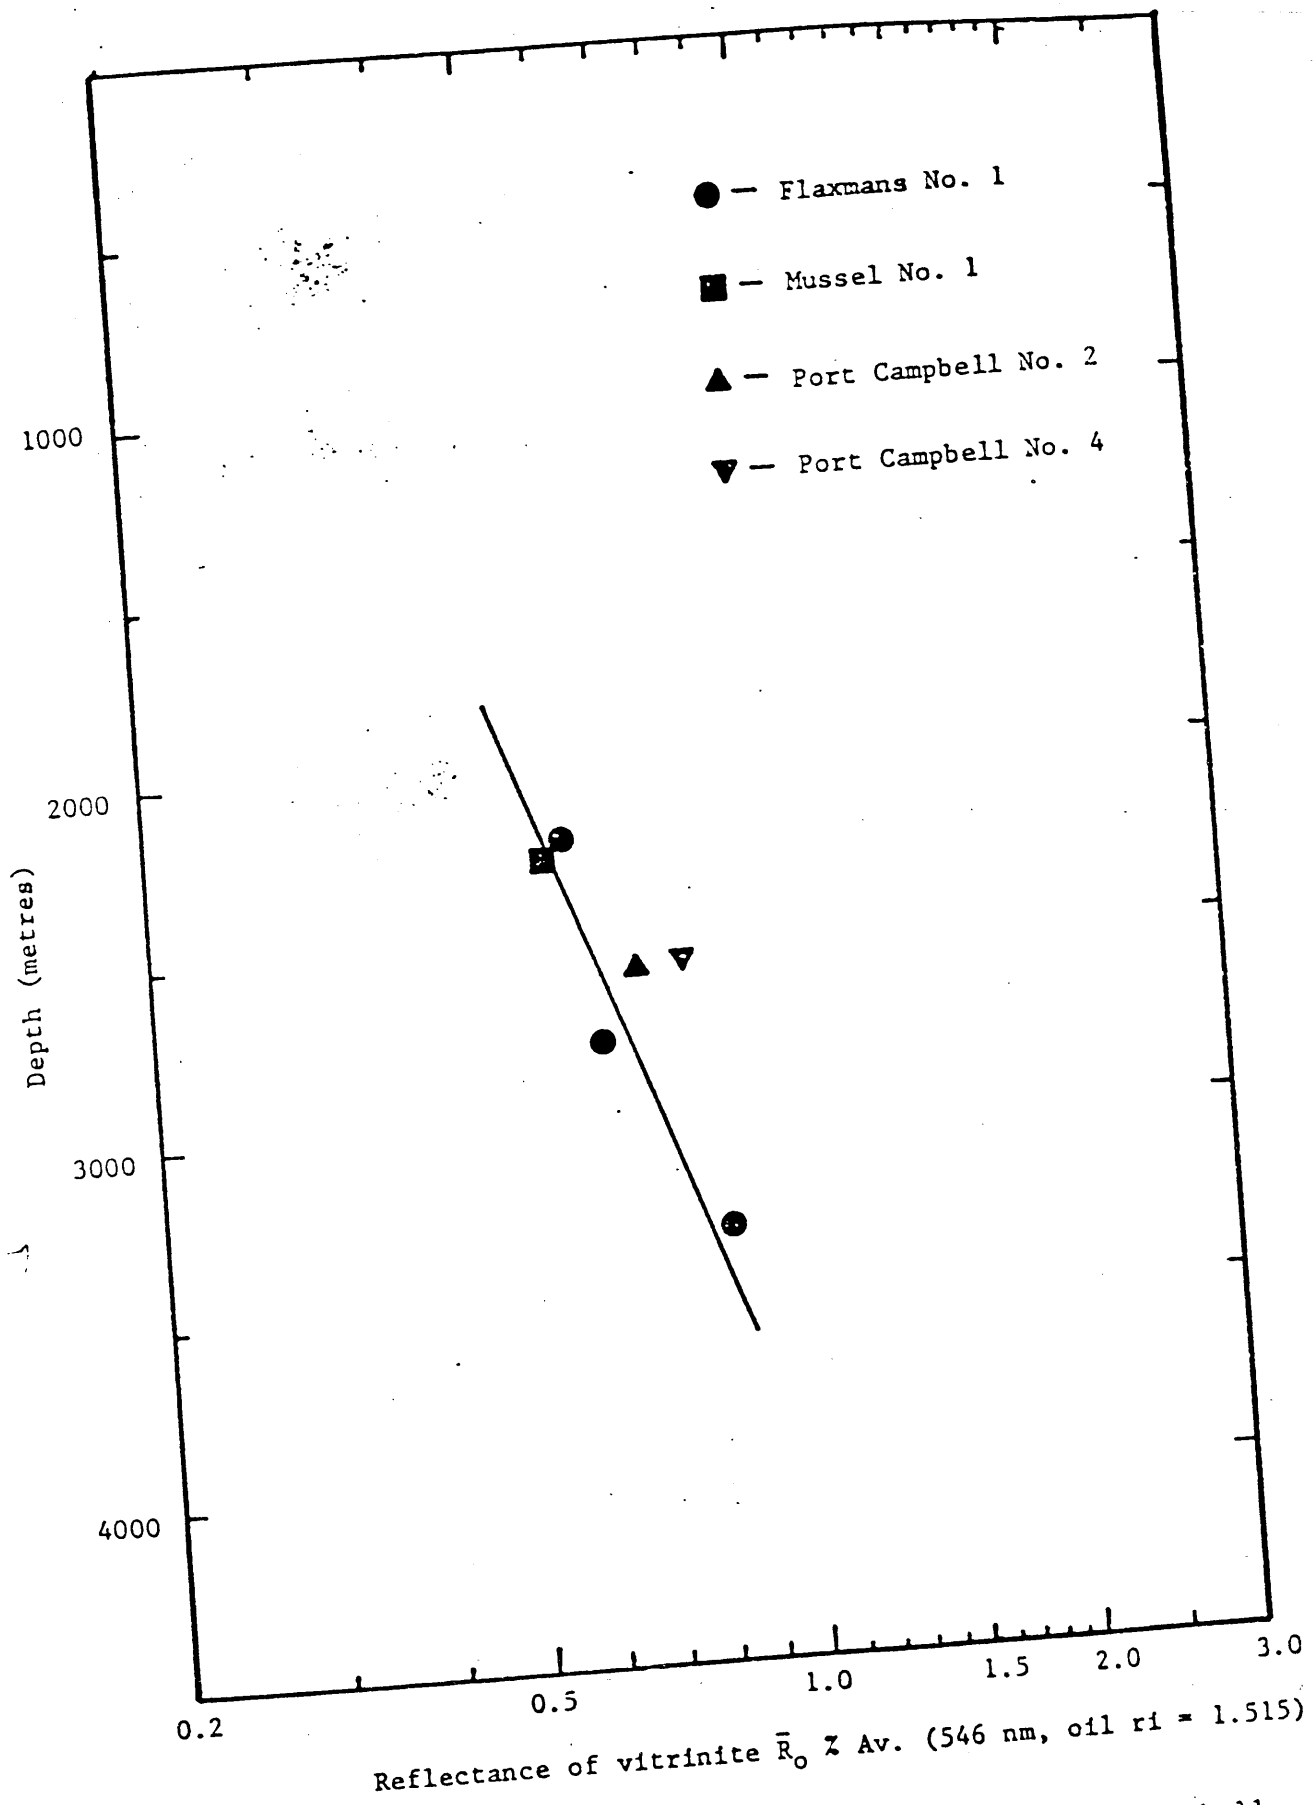 ● — Flaxmans No. 1
■ — Mussel No. 1
▲ — Port Campbell No. 2
▼ — Port Campbell No. 4
1000
2000
3000
4000
Depth (metres)
0.2
0.5
1.0
1.5
2.0
3.0
Reflectance of vitrinite R̄o % Av. (546 nm, oil ri = 1.515)